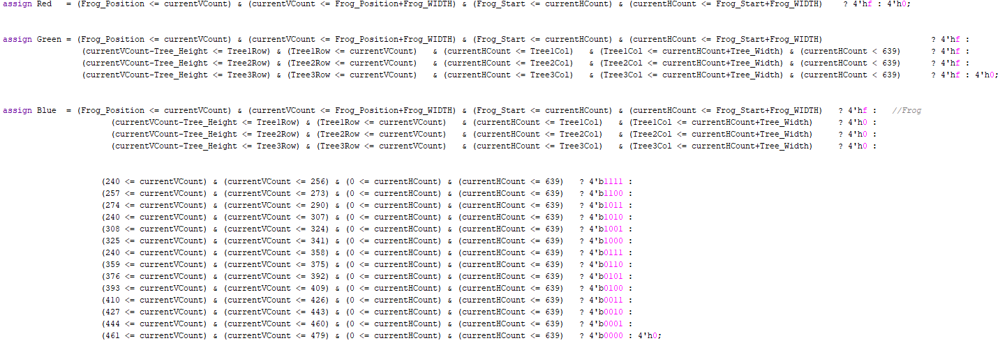 assign Red   = (Frog_Position <= currentVCount) & (currentVCount <= Frog_Position+Frog_WIDTH) & (Frog_Start <= currentHCount) & (currentHCount <= Frog_Start+Frog_WIDTH)    ? 4'hf : 4'h0;
assign Green = (Frog_Position <= currentVCount) & (currentVCount <= Frog_Position+Frog_WIDTH) & (Frog_Start <= currentHCount) & (currentHCount <= Frog_Start+Frog_WIDTH)    ? 4'hf :
(currentVCount-Tree_Height <= Tree1Row) & (Tree1Row <= currentVCount)   & (currentHCount <= Tree1Col)   & (Tree1Col <= currentHCount+Tree_Width) & (currentHCount < 639)    ? 4'hf :
(currentVCount-Tree_Height <= Tree2Row) & (Tree2Row <= currentVCount)   & (currentHCount <= Tree2Col)   & (Tree2Col <= currentHCount+Tree_Width) & (currentHCount < 639)    ? 4'hf :
(currentVCount-Tree_Height <= Tree3Row) & (Tree3Row <= currentVCount)   & (currentHCount <= Tree3Col)   & (Tree3Col <= currentHCount+Tree_Width) & (currentHCount < 639)    ? 4'hf : 4'h0;
assign Blue  = (Frog_Position <= currentVCount) & (currentVCount <= Frog_Position+Frog_WIDTH) & (Frog_Start <= currentHCount) & (currentHCount <= Frog_Start+Frog_WIDTH)   ? 4'hf :   //Frog
(currentVCount-Tree_Height <= Tree1Row) & (Tree1Row <= currentVCount)   & (currentHCount <= Tree1Col)   & (Tree1Col <= currentHCount+Tree_Width)    ? 4'h0 :
(currentVCount-Tree_Height <= Tree2Row) & (Tree2Row <= currentVCount)   & (currentHCount <= Tree2Col)   & (Tree2Col <= currentHCount+Tree_Width)    ? 4'h0 :
(currentVCount-Tree_Height <= Tree3Row) & (Tree3Row <= currentVCount)   & (currentHCount <= Tree3Col)   & (Tree3Col <= currentHCount+Tree_Width)    ? 4'h0 :
(240 <= currentVCount) & (currentVCount <= 256) & (0 <= currentHCount) & (currentHCount <= 639)   ? 4'b1111 :
(257 <= currentVCount) & (currentVCount <= 273) & (0 <= currentHCount) & (currentHCount <= 639)   ? 4'b1100 :
(274 <= currentVCount) & (currentVCount <= 290) & (0 <= currentHCount) & (currentHCount <= 639)   ? 4'b1011 :
(240 <= currentVCount) & (currentVCount <= 307) & (0 <= currentHCount) & (currentHCount <= 639)   ? 4'b1010 :
(308 <= currentVCount) & (currentVCount <= 324) & (0 <= currentHCount) & (currentHCount <= 639)   ? 4'b1001 :
(325 <= currentVCount) & (currentVCount <= 341) & (0 <= currentHCount) & (currentHCount <= 639)   ? 4'b1000 :
(240 <= currentVCount) & (currentVCount <= 358) & (0 <= currentHCount) & (currentHCount <= 639)   ? 4'b0111 :
(359 <= currentVCount) & (currentVCount <= 375) & (0 <= currentHCount) & (currentHCount <= 639)   ? 4'b0110 :
(376 <= currentVCount) & (currentVCount <= 392) & (0 <= currentHCount) & (currentHCount <= 639)   ? 4'b0101 :
(393 <= currentVCount) & (currentVCount <= 409) & (0 <= currentHCount) & (currentHCount <= 639)   ? 4'b0100 :
(410 <= currentVCount) & (currentVCount <= 426) & (0 <= currentHCount) & (currentHCount <= 639)   ? 4'b0011 :
(427 <= currentVCount) & (currentVCount <= 443) & (0 <= currentHCount) & (currentHCount <= 639)   ? 4'b0010 :
(444 <= currentVCount) & (currentVCount <= 460) & (0 <= currentHCount) & (currentHCount <= 639)   ? 4'b0001 :
(461 <= currentVCount) & (currentVCount <= 479) & (0 <= currentHCount) & (currentHCount <= 639)   ? 4'b0000 : 4'h0;